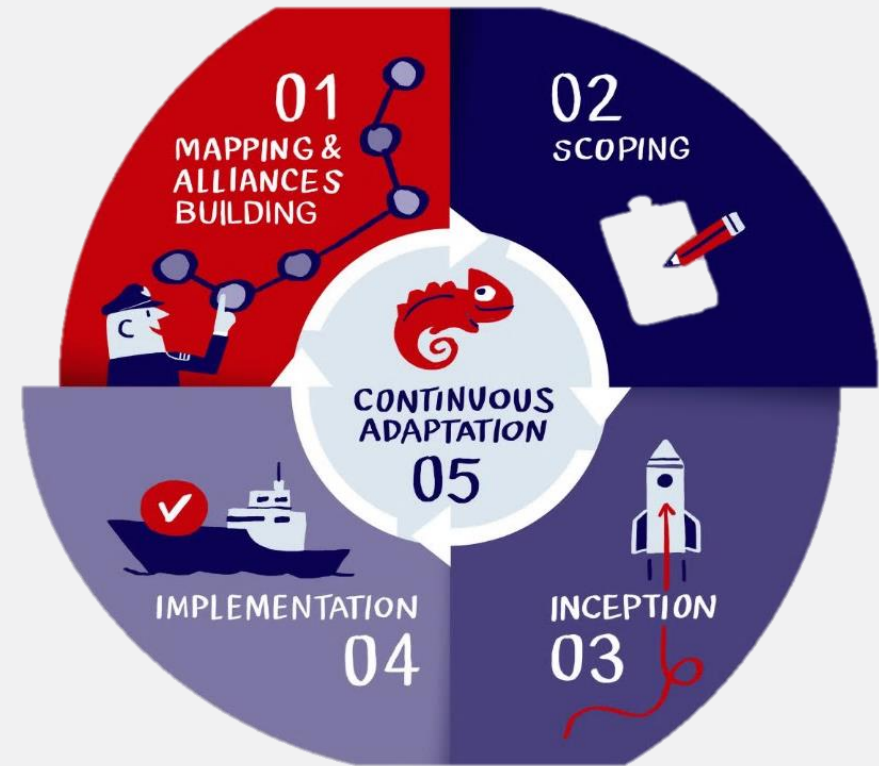 01
MAPPING &
ALLIANCES
BUILDING
02
SCOPING
CONTINUOUS
ADAPTATION
05
INCEPTION
03
IMPLEMENTATION
04